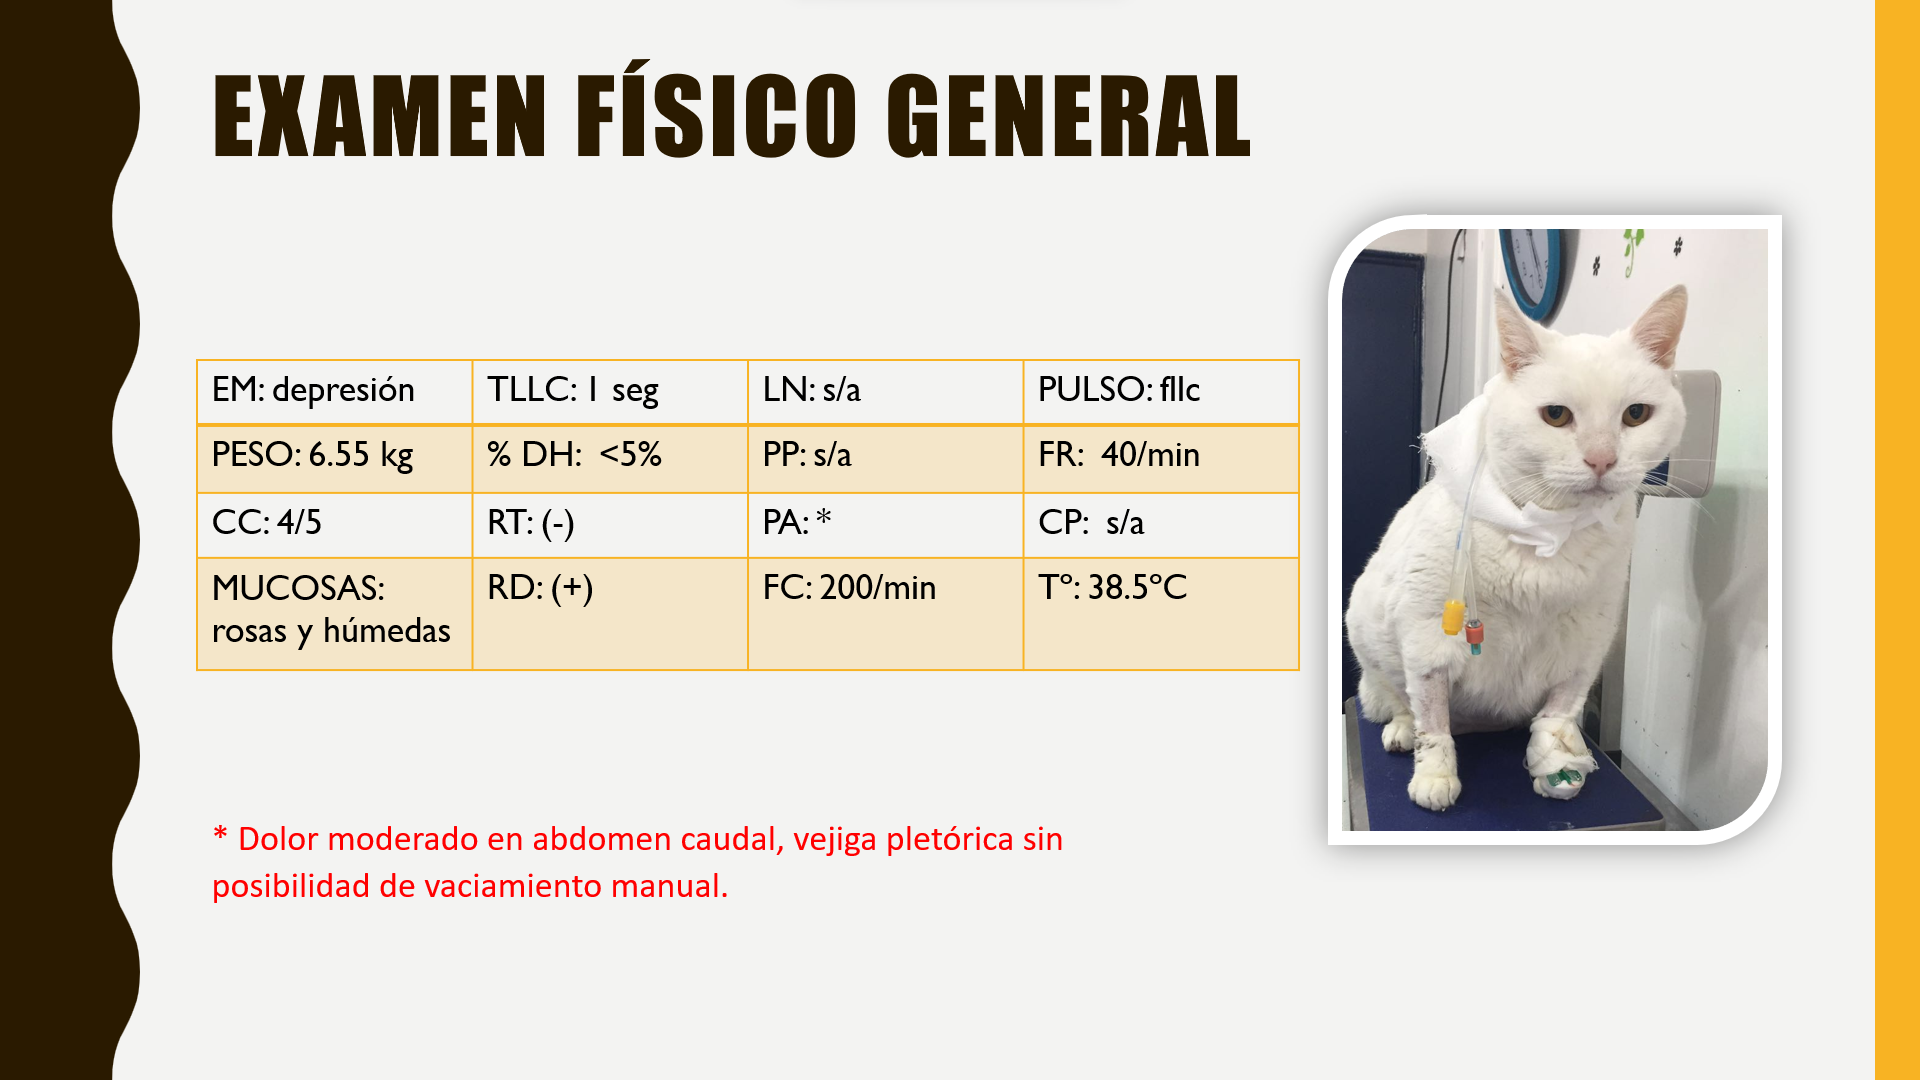 EXAMEN FÍSICO GENERAL
EM: depresión
TLLC: 1 seg
LN: s/a
PULSO: fllc
PESO: 6.55 kg
% DH: <5%
PP: s/a
FR: 40/min
CC: 4/5
RT: (-)
PA: *
CP: s/a
MUCOSAS:
rosas y húmedas
RD: (+)
FC: 200/min
Tº: 38.5ºC
* Dolor moderado en abdomen caudal, vejiga pletórica sin
posibilidad de vaciamiento manual.